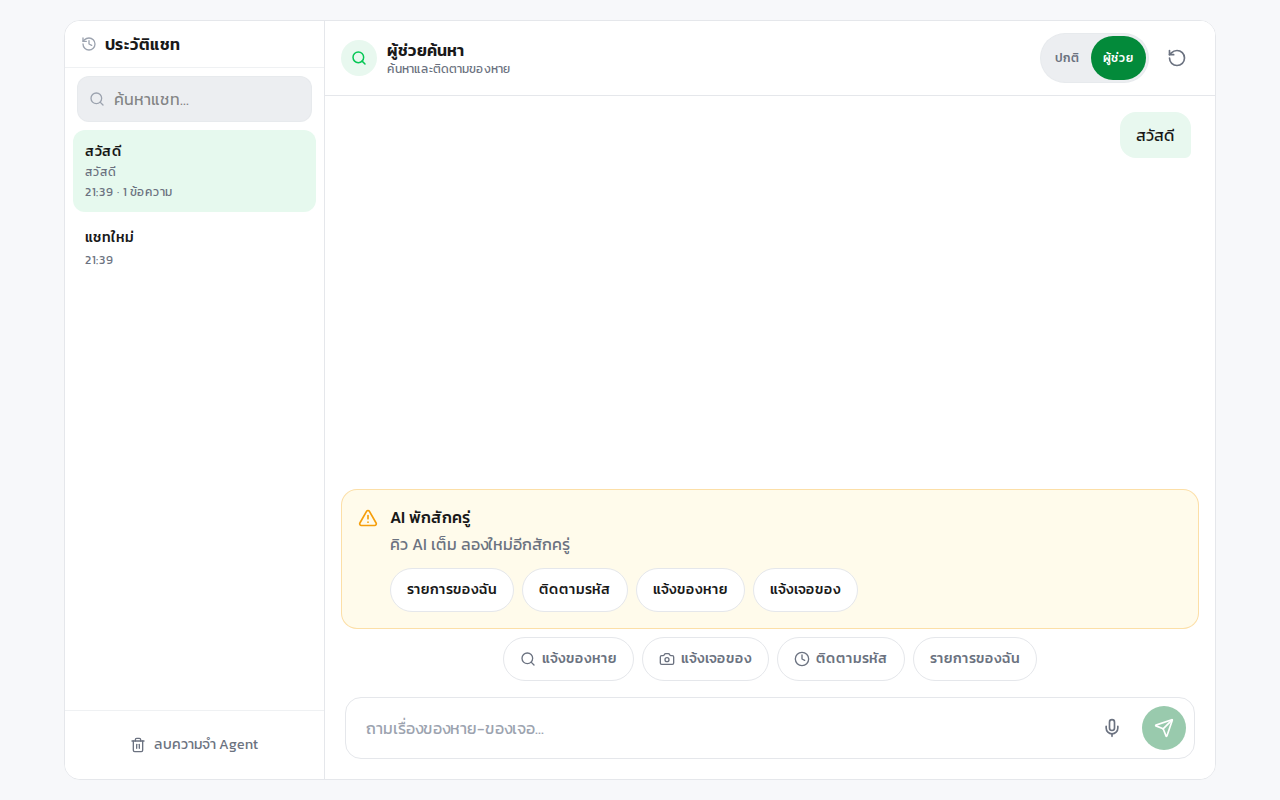 ประวัติแชท
ค้นหาแชท...
สวัสดี
สวัสดี
21:39 · 1 ข้อความ
แชทใหม่
21:39
ลบความจำ Agent
ผู้ช่วยค้นหา
ค้นหาและติดตามของหาย
ปกติ
ผู้ช่วย
สวัสดี
AI พักสักครู่
คิว AI เต็ม ลองใหม่อีกสักครู่
รายการของฉัน
ติดตามรหัส
แจ้งของหาย
แจ้งเจอของ
แจ้งของหาย
แจ้งเจอของ
ติดตามรหัส
รายการของฉัน
ถามเรื่องของหาย-ของเจอ...